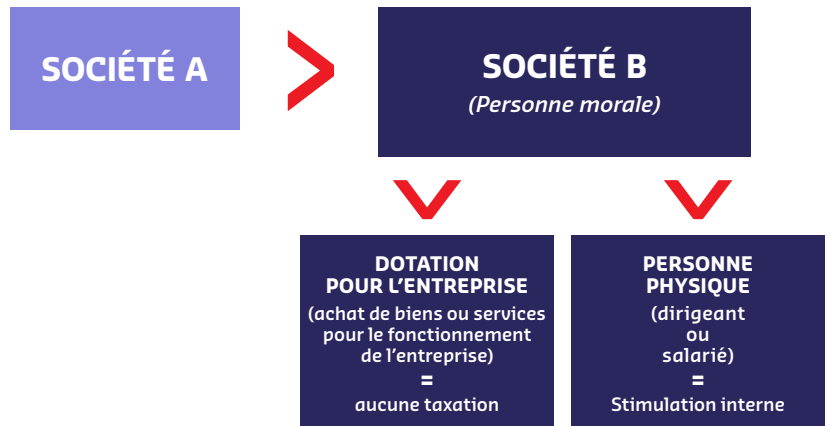 SOCIÉTÉ A
SOCIÉTÉ B
(Personne morale)
DOTATION
POUR L'ENTREPRISE
(achat de biens ou services
pour le fonctionnement
de l'entreprise)
=
aucune taxation
PERSONNE
PHYSIQUE
(dirigeant
ou
salarié)
=
Stimulation interne